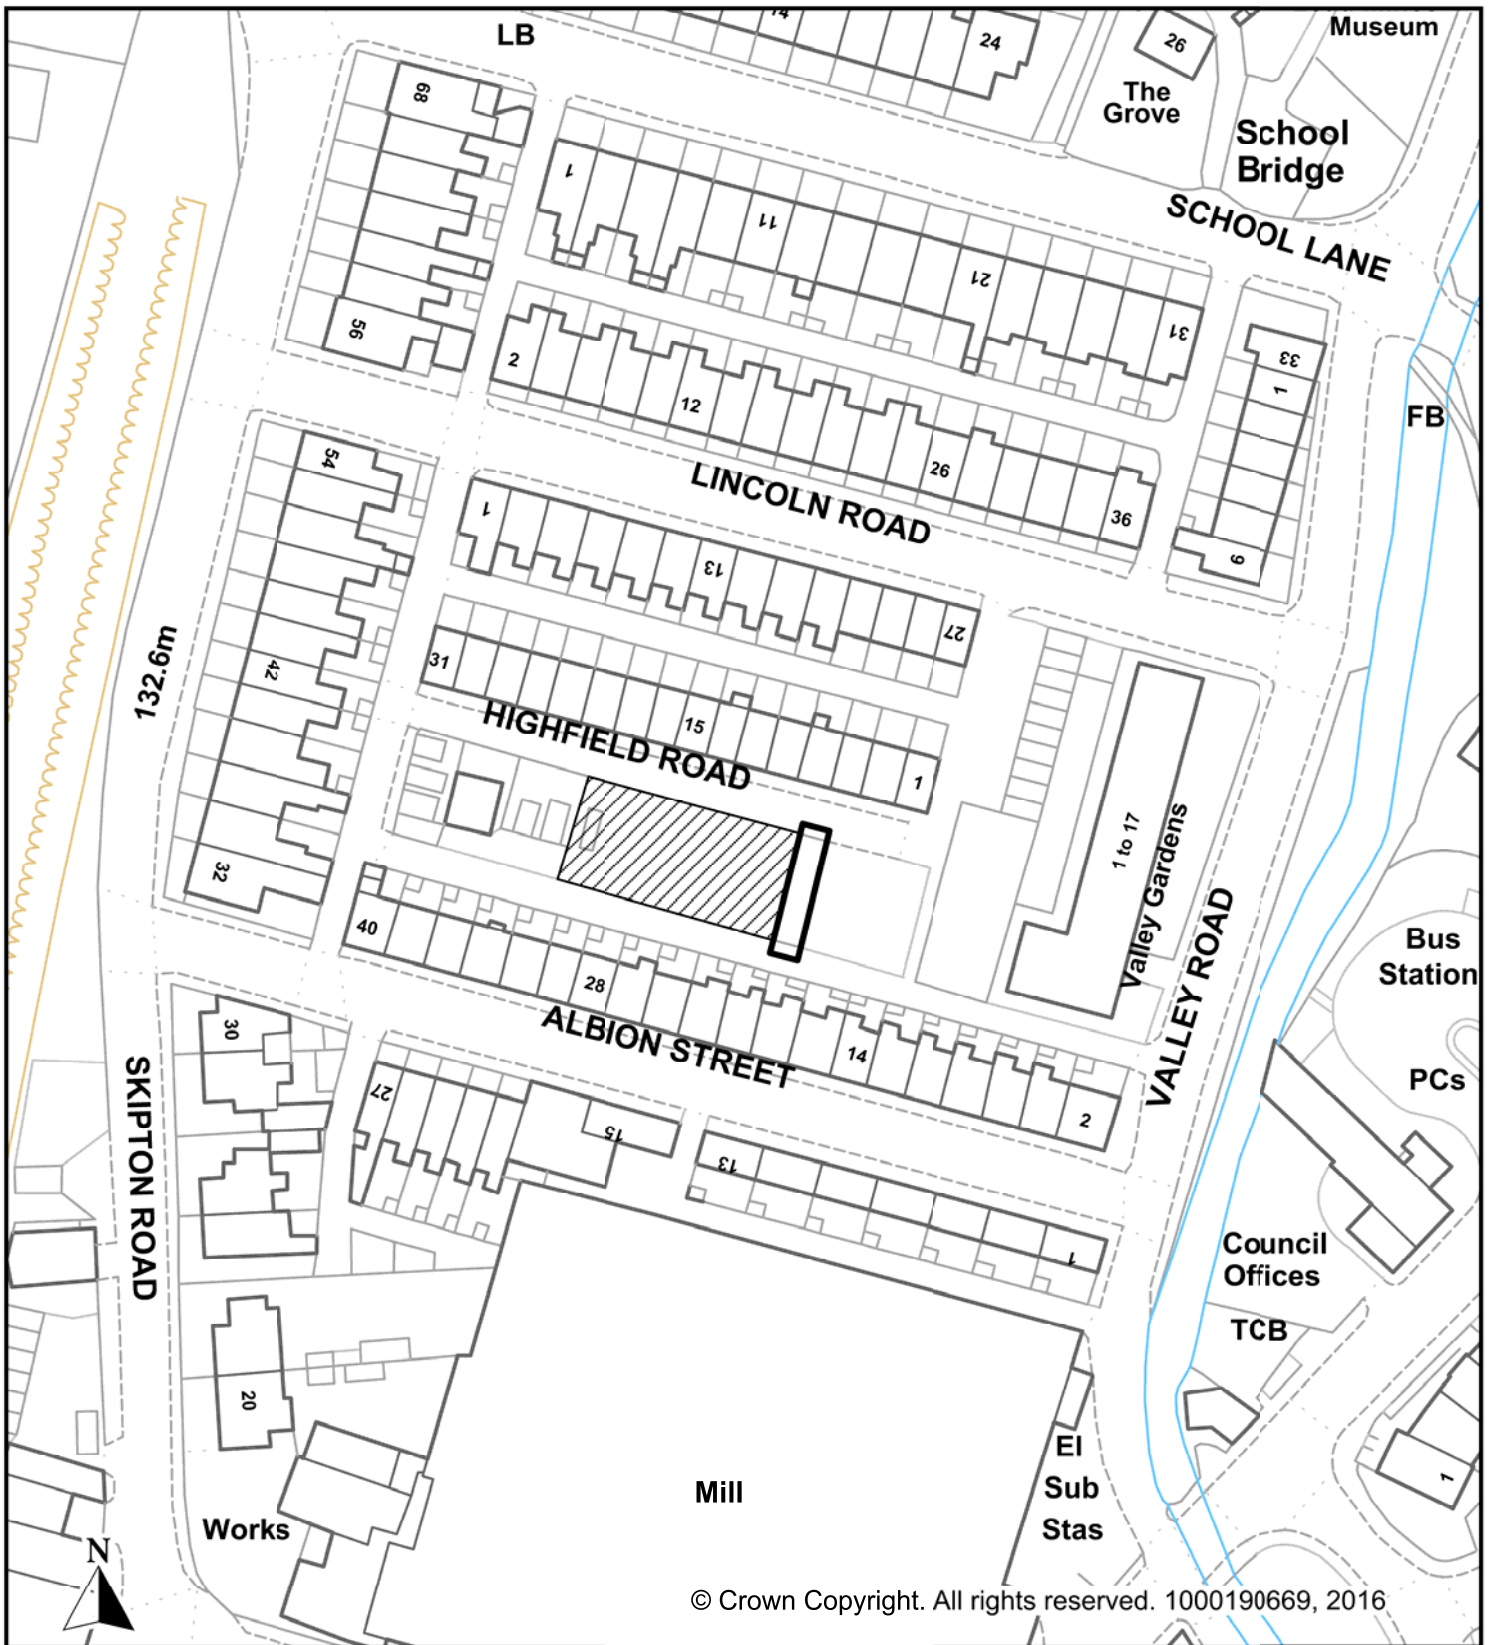 LB
24
26
Museum
The
Grove
School
Bridge
SCHOOL LANE
68
1
11
21
31
56
2
12
26
36
33
1
9
FB
LINCOLN ROAD
54
1
13
27
42
132.6m
31
15
1
HIGHFIELD ROAD
1 to 17
Valley Gardens
VALLEY ROAD
32
40
28
14
2
ALBION STREET
Bus
Station
PCs
30
27
15
13
1
SKIPTON ROAD
Council
Offices
TCB
20
Works
Mill
El
Sub
Stas
1
N
© Crown Copyright. All rights reserved. 1000190669, 2016